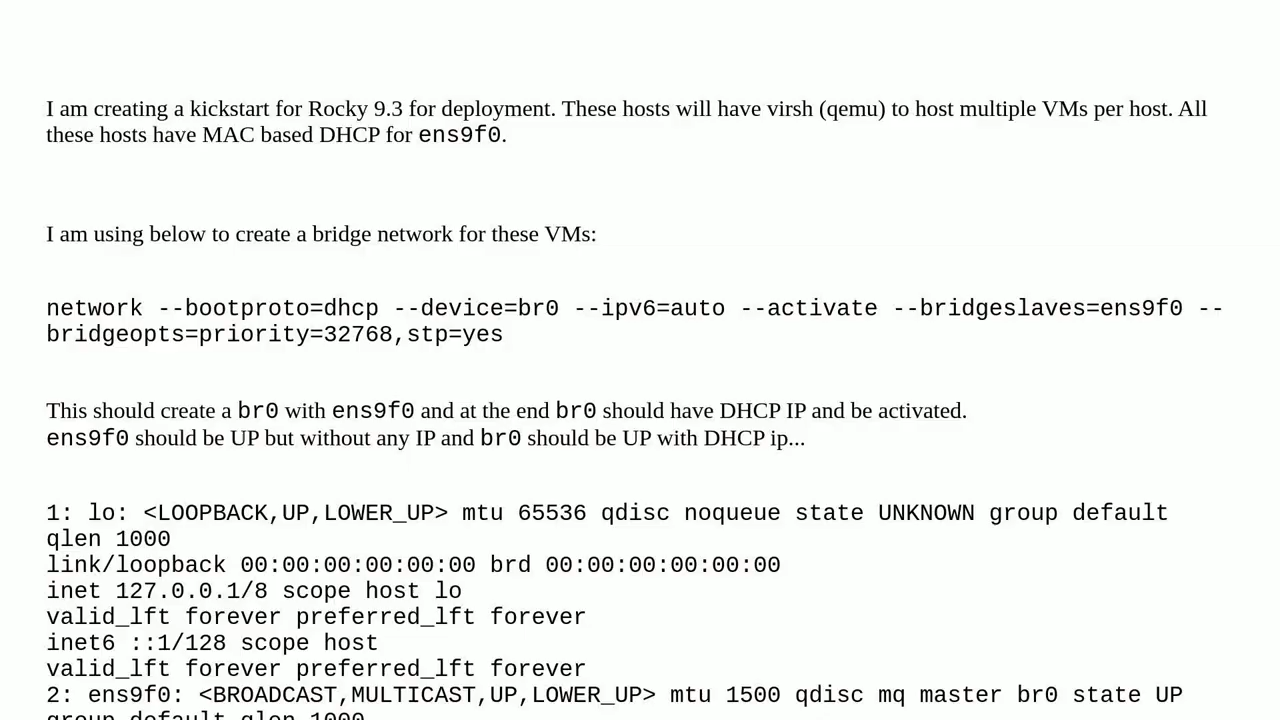 I am creating a kickstart for Rocky 9.3 for deployment. These hosts will have virsh (qemu) to host multiple VMs per host. All
these hosts have MAC based DHCP for ens9f0.
I am using below to create a bridge network for these VMs:
network --bootproto=dhcp --device=br0 --ipv6=auto --activate --bridgeslaves=ens9f0 --
bridgeopts=priority=32768,stp=yes
This should create a br0 with ens9f0 and at the end br0 should have DHCP IP and be activated.
ens9f0 should be UP but without any IP and br0 should be UP with DHCP ip...
1: lo: <LOOPBACK,UP,LOWER_UP> mtu 65536 qdisc noqueue state UNKNOWN group default
qlen 1000
link/loopback 00:00:00:00:00:00 brd 00:00:00:00:00:00
inet 127.0.0.1/8 scope host lo
valid_lft forever preferred_lft forever
inet6 ::1/128 scope host
valid_lft forever preferred_lft forever
2: ens9f0: <BROADCAST,MULTICAST,UP,LOWER_UP> mtu 1500 qdisc mq master br0 state UP
group default qlen 1000